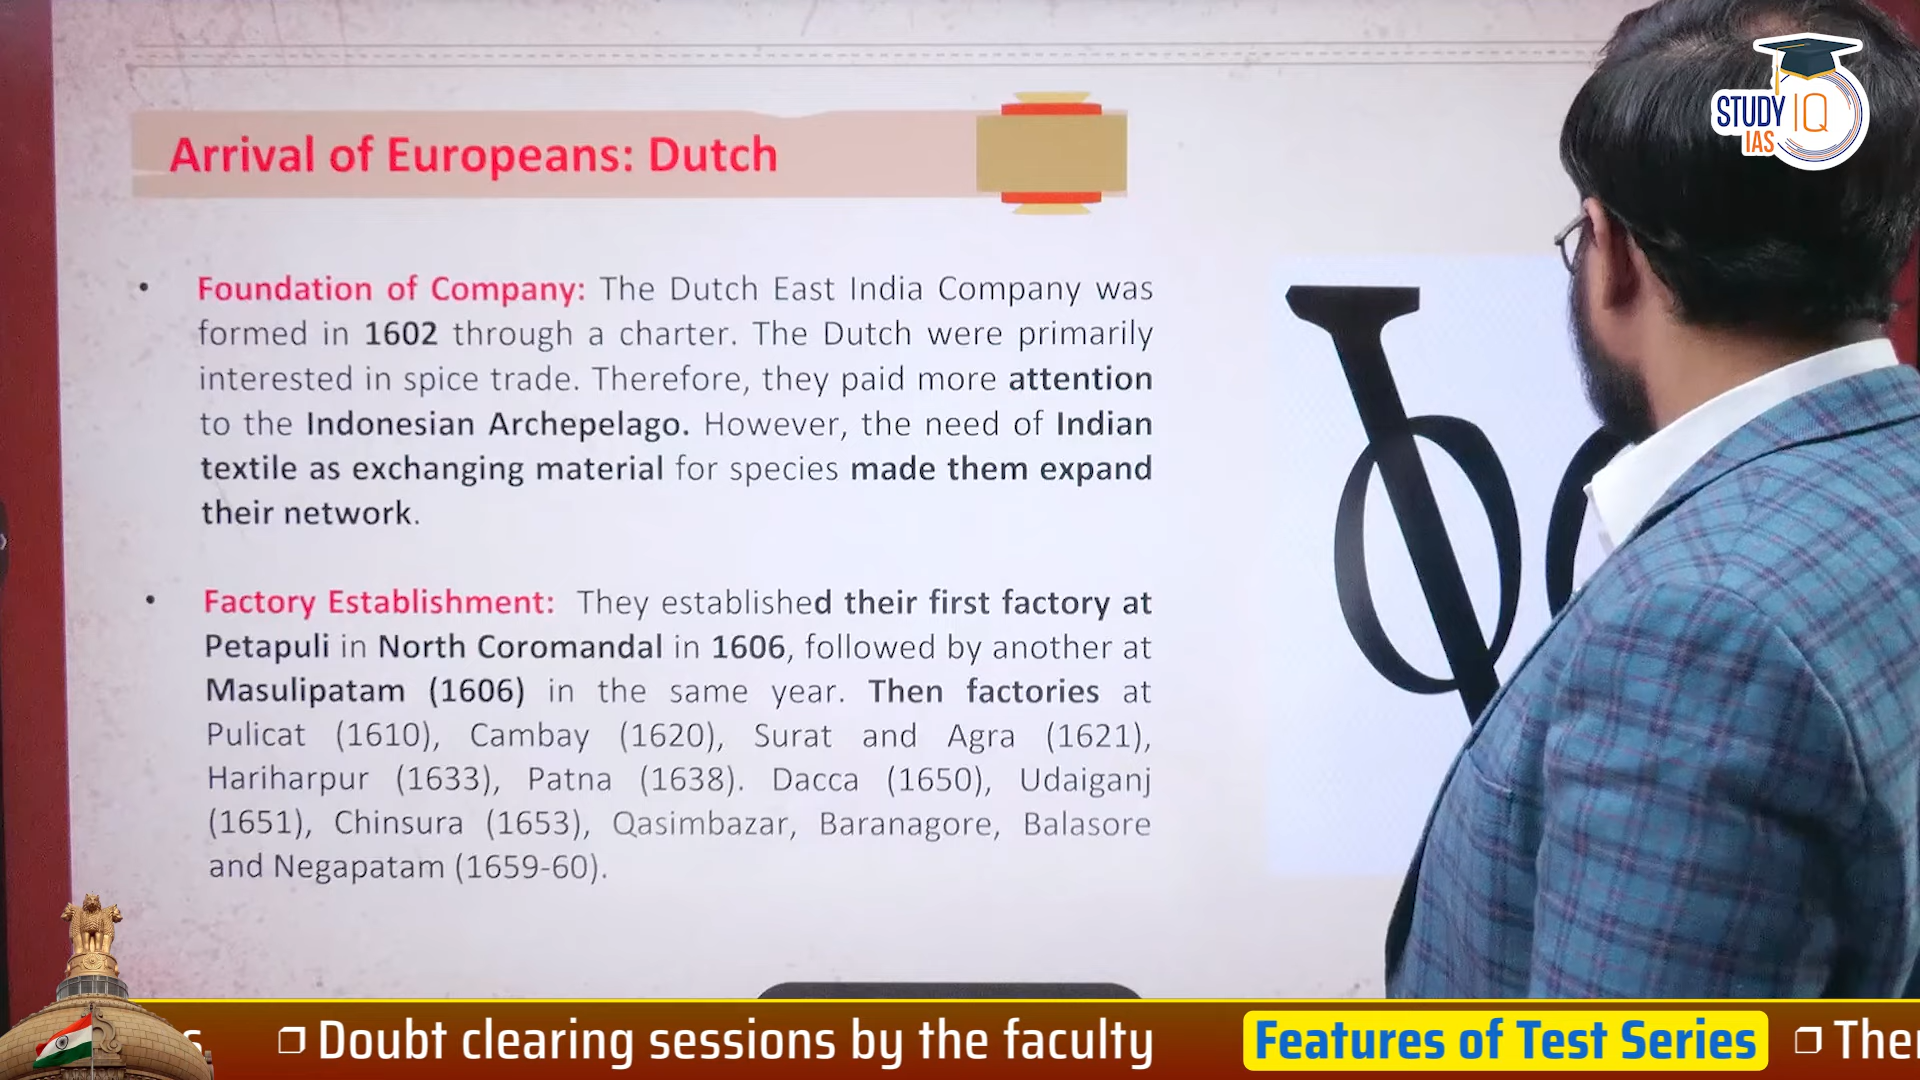 STUDY IQ
IAS
Arrival of Europeans: Dutch
• Foundation of Company: The Dutch East India Company was
formed in 1602 through a charter. The Dutch were primarily
interested in spice trade. Therefore, they paid more attention
to the Indonesian Archepelago. However, the need of Indian
textile as exchanging material for species made them expand
their network.
• Factory Establishment: They established their first factory at
Petapuli in North Coromandal in 1606, followed by another at
Masulipatam (1606) in the same year. Then factories at
Pulicat (1610), Cambay (1620), Surat and Agra (1621),
Hariharpur (1633), Patna (1638). Dacca (1650), Udaiganj
(1651), Chinsura (1653), Qasimbazar, Baranagore, Balasore
and Negapatam (1659-60).
❒ Doubt clearing sessions by the faculty Features of Test Series ❒